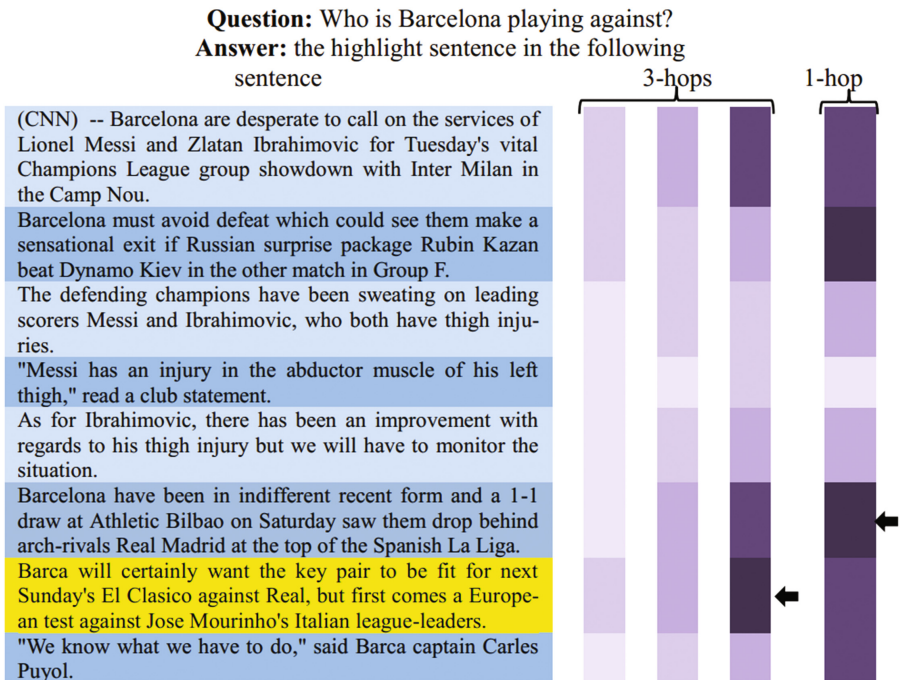 Question: Who is Barcelona playing against?
Answer: the highlight sentence in the following
sentence
3-hops
1-hop
(CNN) -- Barcelona are desperate to call on the services of
Lionel Messi and Zlatan Ibrahimovic for Tuesday's vital
Champions League group showdown with Inter Milan in
the Camp Nou.
Barcelona must avoid defeat which could see them make a
sensational exit if Russian surprise package Rubin Kazan
beat Dynamo Kiev in the other match in Group F.
The defending champions have been sweating on leading
scorers Messi and Ibrahimovic, who both have thigh inju-
ries.
"Messi has an injury in the abductor muscle of his left
thigh," read a club statement.
As for Ibrahimovic, there has been an improvement with
regards to his thigh injury but we will have to monitor the
situation.
Barcelona have been in indifferent recent form and a 1-1
draw at Athletic Bilbao on Saturday saw them drop behind
arch-rivals Real Madrid at the top of the Spanish La Liga.
Barca will certainly want the key pair to be fit for next
Sunday's El Clasico against Real, but first comes a Europe-
an test against Jose Mourinho's Italian league-leaders.
"We know what we have to do," said Barca captain Carles
Puyol.